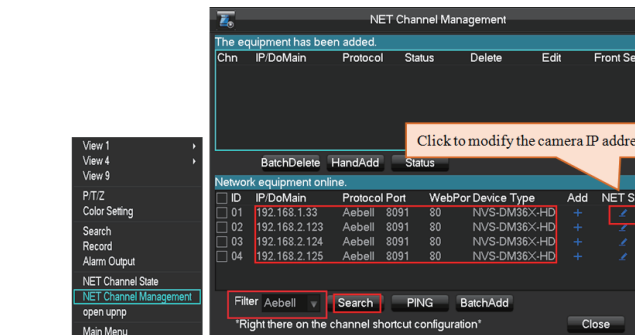 NET Channel Management
The equipment has been added.
Chn IP/DoMain Protocol Status Delete Edit Front Se
Click to modify the camera IP addre
BatchDelete HandAdd Status
Network equipment online.
ID IP/DoMain Protocol Port WebPor Device Type Add NET S
01 192.168.1.33 Aebell 8091 80 NVS-DM36X-HD +
02 192.168.2.123 Aebell 8091 80 NVS-DM36X-HD +
03 192.168.2.124 Aebell 8091 80 NVS-DM36X-HD +
04 192.168.2.125 Aebell 8091 80 NVS-DM36X-HD +
Filter Aebell Search PING BatchAdd
"Right there on the channel shortcut configuration" Close
View 1
View 4
View 9
P/T/Z
Color Setting
Search
Record
Alarm Output
NET Channel State
NET Channel Management
open upnp
Main Menu